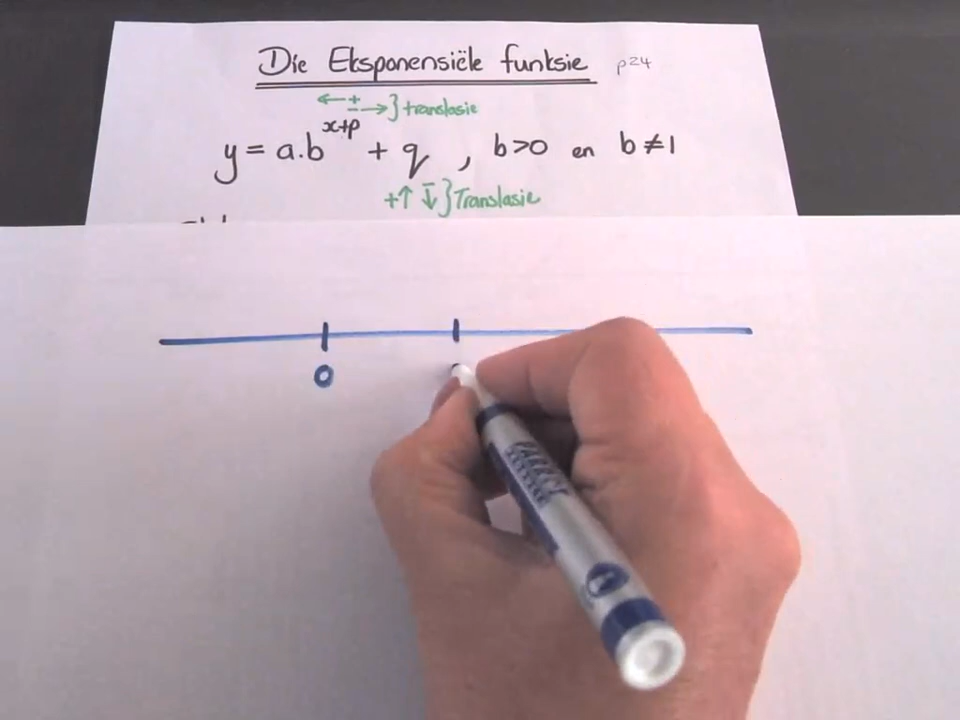 Die Eksponensiële funksie p24
← ± → } translasie
y = a.b^{x+p} + q , b>0 en b≠1
+↑ -↓ } Translasie
0